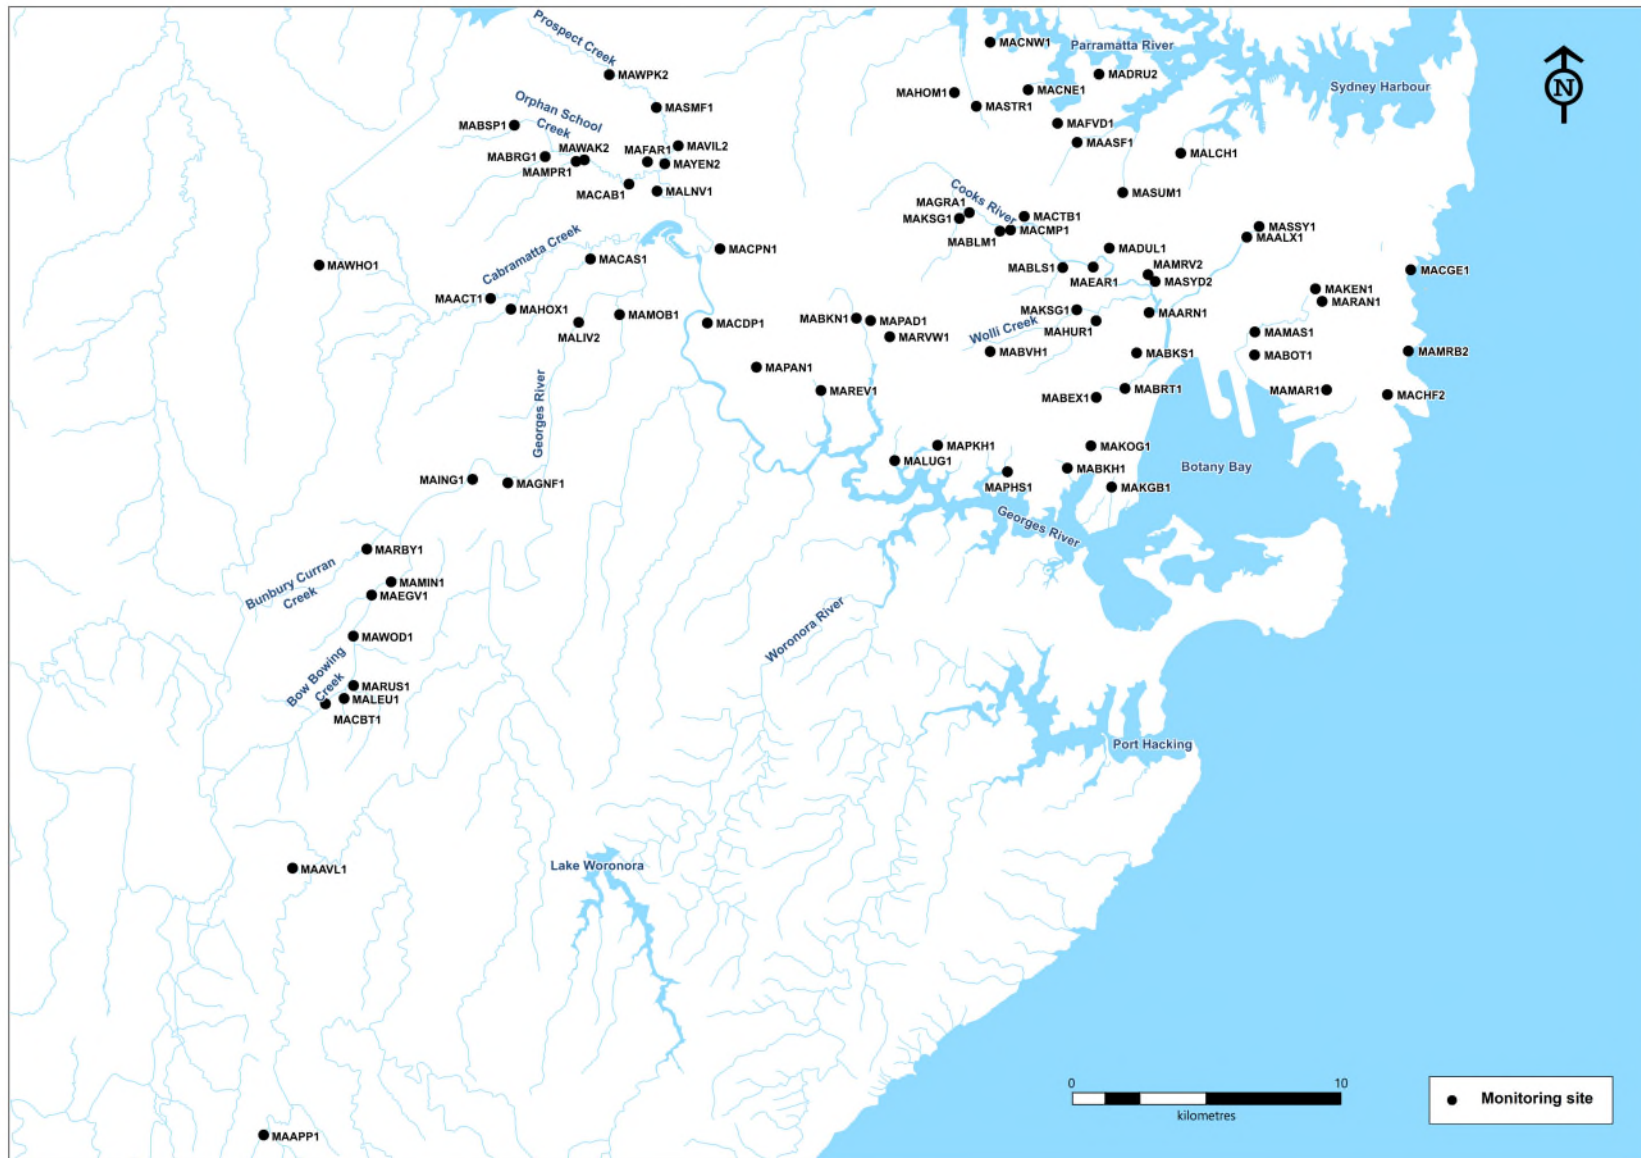 Prospect Creek
MACNW1
Parramatta River
MAWPK2
MADRU2
Sydney Harbour
N
MAHOM1
MACNE1
MASTR1
MASMF1
Orphan School
Creek
MABSP1
MAFVD1
MAASF1
MAWAK2
MAFAR1
MAVIL2
MALCH1
MABRG1
MAMPR1
MAYEN2
MACAB1
MALNV1
Cooks River
MASUM1
MAGRA1
MAKSG1
MACTB1
MABLM1
MACMP1
MASSY1
MAALX1
Cabramatta Creek
MACPN1
MADUL1
MAWHO1
MACAS1
MABLS1
MAEAR1
MAMRV2
MASYD2
MACGE1
MAACT1
MAHOX1
MAKEN1
MARAN1
MALIV2
MAMOB1
MACDP1
MABKN1
MAPAD1
MARVW1
MAKSG1
Wolli Creek
MAHUR1
MAARN1
MAMAS1
MABVH1
MABKS1
MABOT1
MAMRB2
MAPAN1
MAREV1
Georges River
MABEX1
MABRT1
MAMAR1
MACHF2
MAPKH1
MALUG1
MAKOG1
MABKH1
Botany Bay
MAING1
MAGNF1
MAPHS1
MAKGB1
Georges River
MARBY1
Bunbury Curran
Creek
MAMIN1
MAEGV1
Woronora River
MAWOD1
Bow Bowing
Creek
MARUS1
MALEU1
MACBT1
Port Hacking
MAAVL1
Lake Woronora
0 10
kilometres
Monitoring site
MAAPP1